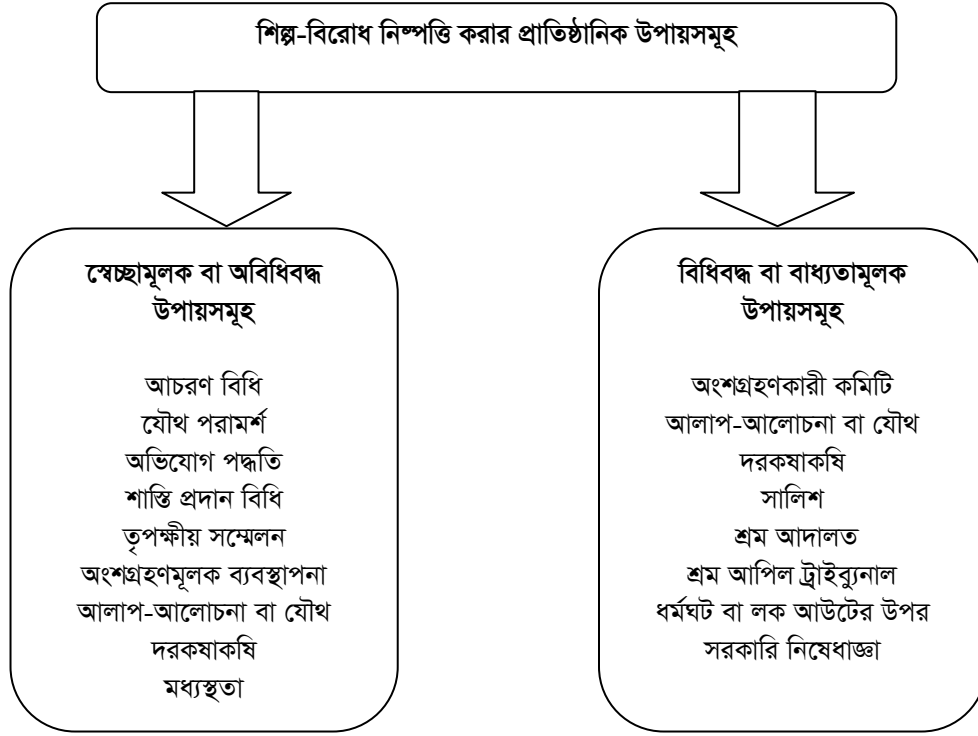 শিল্প-বিরোধ নিষ্পত্তি করার প্রাতিষ্ঠানিক উপায়সমূহ
স্বেচ্ছামূলক বা অবিধিবদ্ধ
উপায়সমূহ
আচরণ বিধি
যৌথ পরামর্শ
অভিযোগ পদ্ধতি
শাস্তি প্রদান বিধি
তৃপক্ষীয় সম্মেলন
অংশগ্রহণমূলক ব্যবস্থাপনা
আলাপ-আলোচনা বা যৌথ
দরকষাকষি
মধ্যস্থতা
বিধিবদ্ধ বা বাধ্যতামূলক
উপায়সমূহ
অংশগ্রহণকারী কমিটি
আলাপ-আলোচনা বা যৌথ
দরকষাকষি
সালিশ
শ্রম আদালত
শ্রম আপিল ট্রাইব্যুনাল
ধর্মঘট বা লক আউটের উপর
সরকারি নিষেধাজ্ঞা